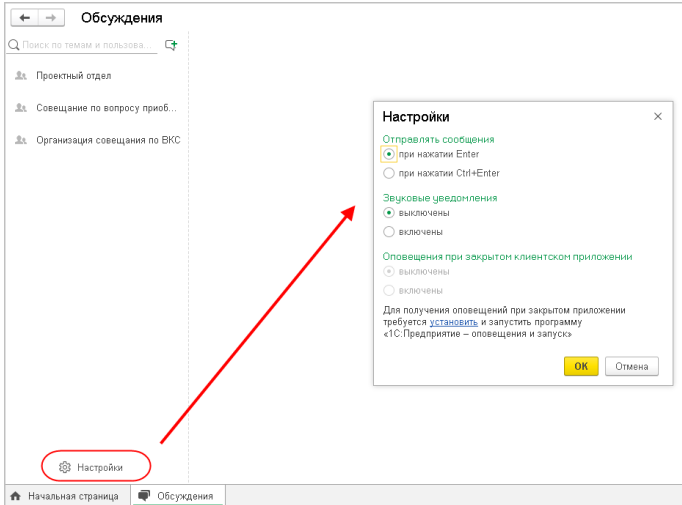 Обсуждения
Поиск по темам и пользова...
Проектный отдел
Совещание по вопросу приоб...
Организация совещания по ВКС
Настройки
Отправлять сообщения
при нажатии Enter
при нажатии Ctrl+Enter
Звуковые уведомления
выключены
включены
Оповещения при закрытом клиентском приложении
выключены
включены
Для получения оповещений при закрытом приложении
требуется установить и запустить программу
«1С:Предприятие – оповещения и запуск»
ОК
Отмена
Настройки
Начальная страница
Обсуждения